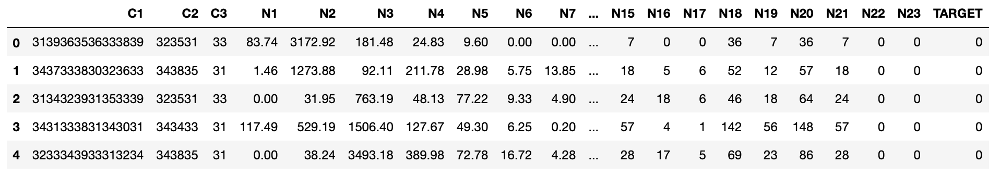 C1 C2 C3 N1 N2 N3 N4 N5 N6 N7 ... N15 N16 N17 N18 N19 N20 N21 N22 N23 TARGET
0 3139363536333839 323531 33 83.74 3172.92 181.48 24.83 9.60 0.00 0.00 ... 7 0 0 36 7 36 7 0 0 0
1 3437333830323633 343835 31 1.46 1273.88 92.11 211.78 28.98 5.75 13.85 ... 18 5 6 52 12 57 18 0 0 0
2 3134323931353339 323531 33 0.00 31.95 763.19 48.13 77.22 9.33 4.90 ... 24 18 6 46 18 64 24 0 0 0
3 3431333831343031 343433 31 117.49 529.19 1506.40 127.67 49.30 6.25 0.20 ... 57 4 1 142 56 148 57 0 0 0
4 3233343933313234 343835 31 0.00 38.24 3493.18 389.98 72.78 16.72 4.28 ... 28 17 5 69 23 86 28 0 0 0